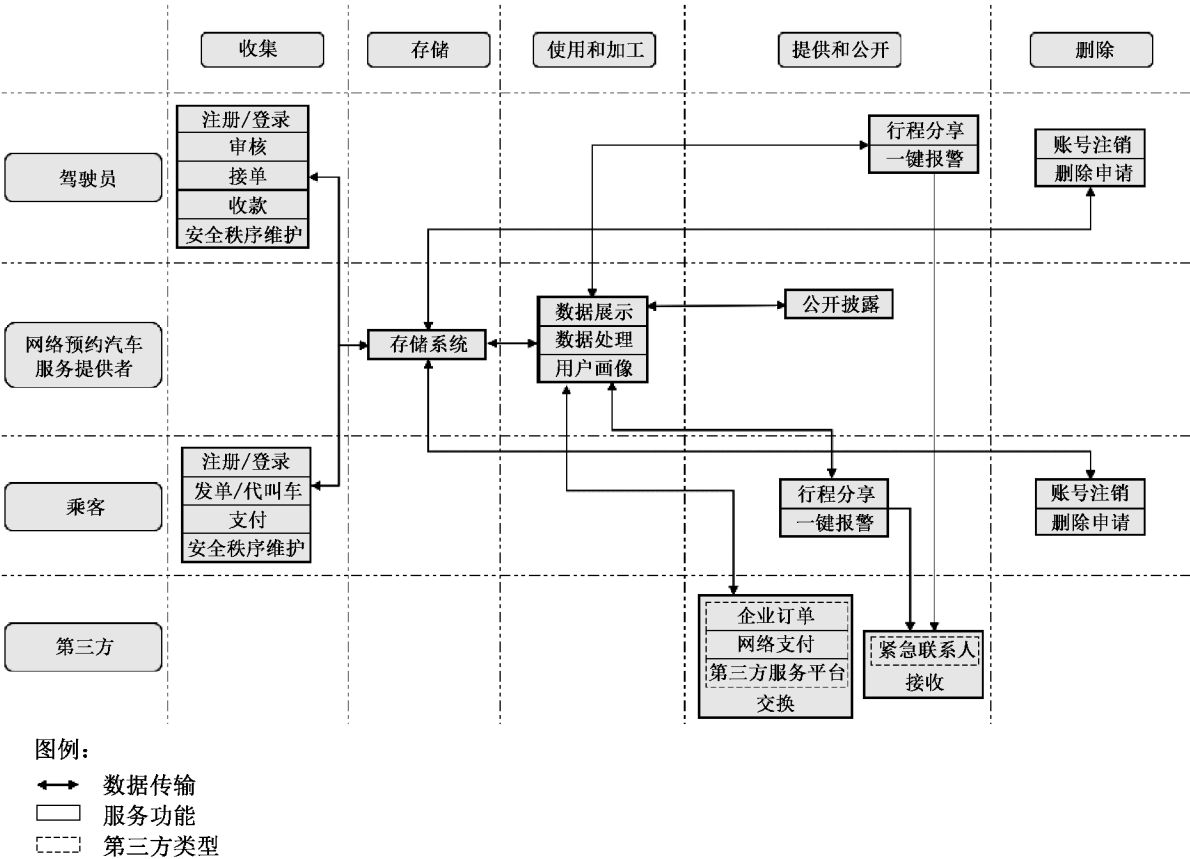 收集
存储
使用和加工
提供和公开
删除
驾驶员
注册/登录
审核
接单
收款
安全秩序维护
行程分享
一键报警
账号注销
删除申请
网络预约汽车
服务提供者
存储系统
数据展示
数据处理
用户画像
公开披露
乘客
注册/登录
发单/代叫车
支付
安全秩序维护
行程分享
一键报警
账号注销
删除申请
第三方
企业订单
网络支付
第三方服务平台
交换
紧急联系人
接收
图例：
数据传输
服务功能
第三方类型